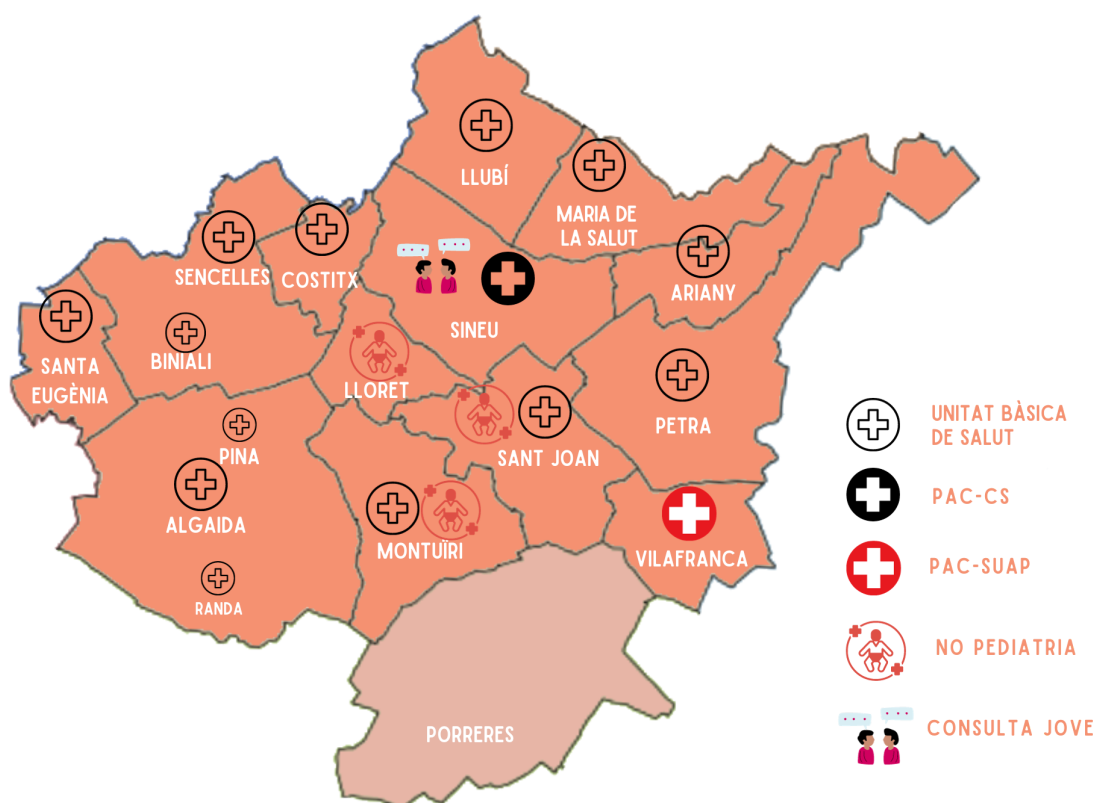 LLUBÍ
MARIA DE
LA SALUT
SENCELLES
COSTITX
ARIANY
SINEU
BINIALI
SANTA
EUGÈNIA
LLORET
PETRA
PINA
SANT JOAN
ALGAIDA
MONTUÏRI
VILAFRANCA
RANDA
PORRERES
UNITAT BÀSICA
DE SALUT
PAC-CS
PAC-SUAP
NO PEDIATRIA
CONSULTA JOVE